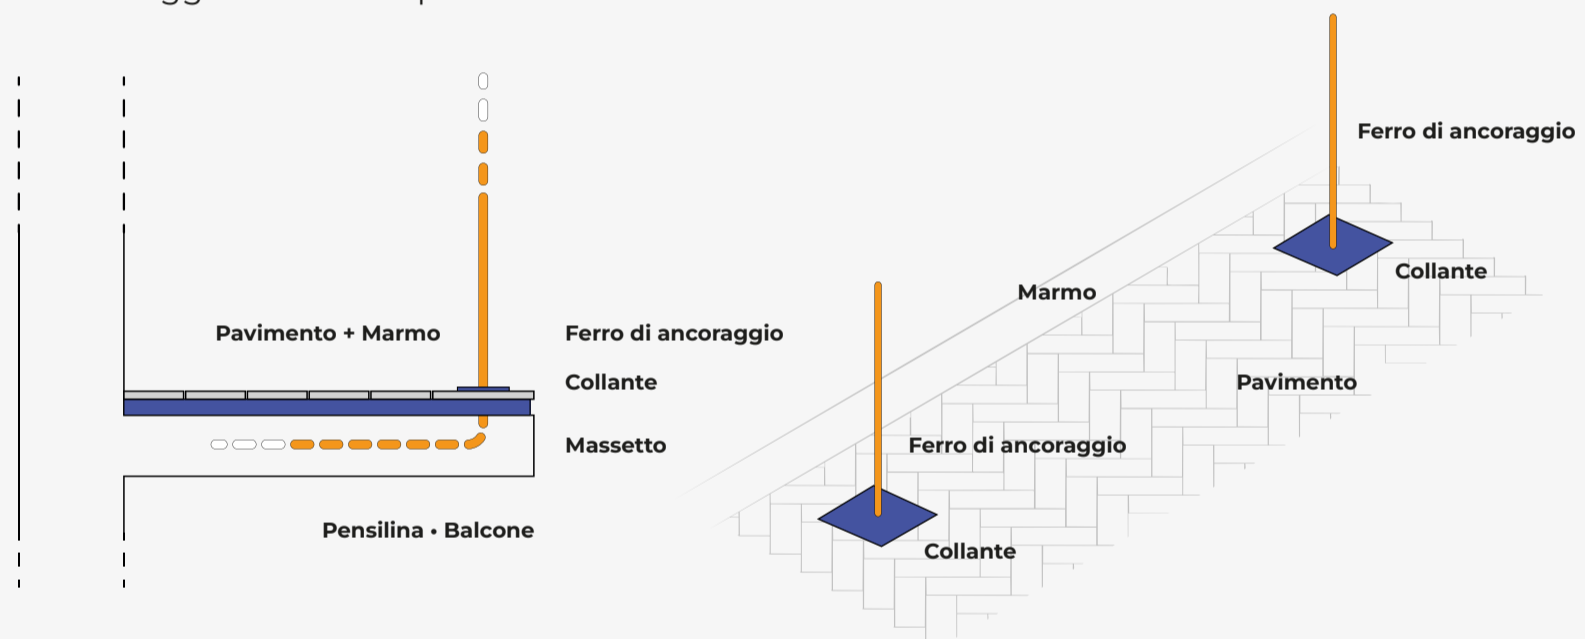 Pavimento + Marmo
Ferro di ancoraggio
Collante
Massetto
Pensilina • Balcone
Ferro di ancoraggio
Collante
Marmo
Pavimento
Ferro di ancoraggio
Collante